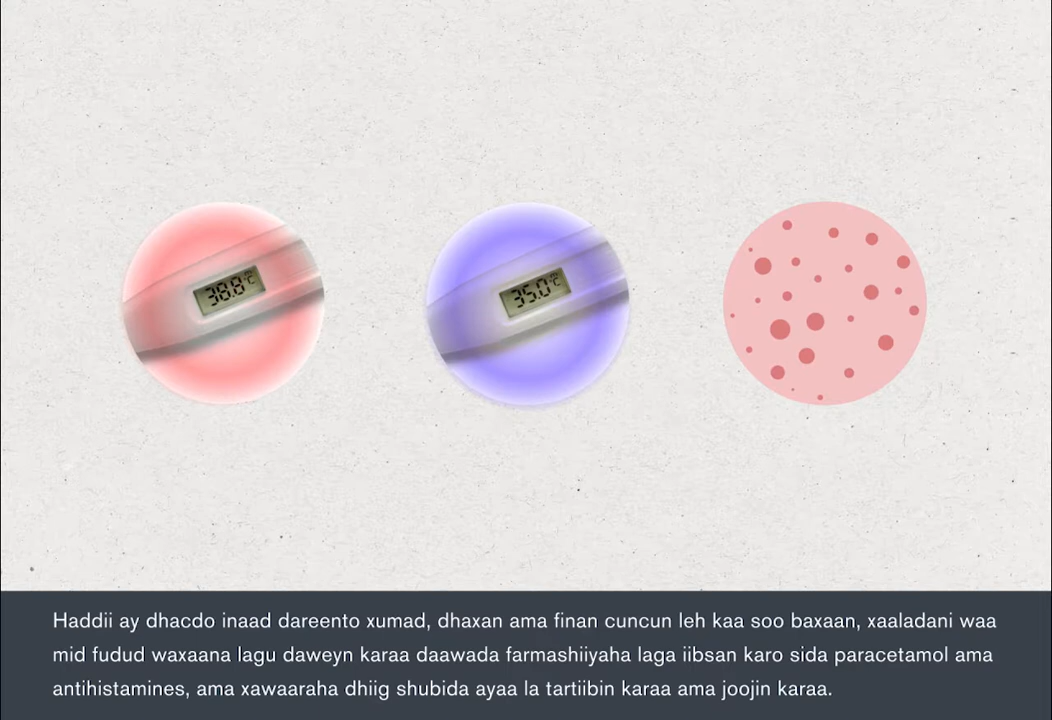 38.8°C
35.0°C
Haddii ay dhacdo inaad dareento xumad, dhaxan ama finan cuncun leh kaa soo baxaan, xaaladani waa
mid fudud waxaana lagu daweyn karaa daawada farmashiiyaha laga iibsan karo sida paracetamol ama
antihistamines, ama xawaaraha dhiig shubida ayaa la tartiibin karaa ama joojin karaa.